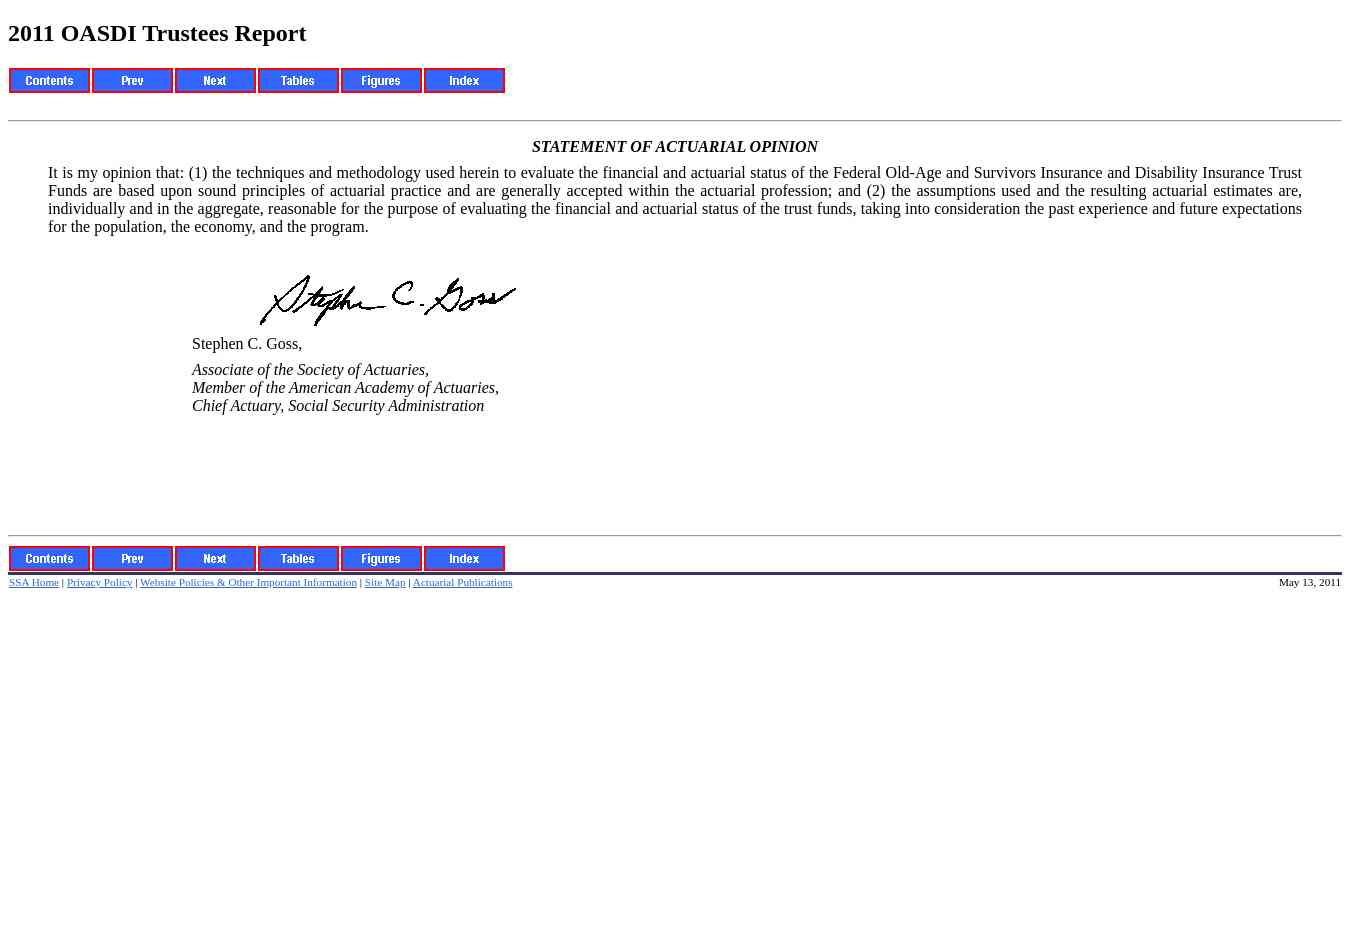 2011 OASDI Trustees Report
Contents Prev Next Tables Figures Index
STATEMENT OF ACTUARIAL OPINION
It is my opinion that: (1) the techniques and methodology used herein to evaluate the financial and actuarial status of the Federal Old-Age and Survivors Insurance and Disability Insurance Trust
Funds are based upon sound principles of actuarial practice and are generally accepted within the actuarial profession; and (2) the assumptions used and the resulting actuarial estimates are,
individually and in the aggregate, reasonable for the purpose of evaluating the financial and actuarial status of the trust funds, taking into consideration the past experience and future expectations
for the population, the economy, and the program.
Stephen C. Goss
Stephen C. Goss,
Associate of the Society of Actuaries,
Member of the American Academy of Actuaries,
Chief Actuary, Social Security Administration
Contents Prev Next Tables Figures Index
SSA Home | Privacy Policy | Website Policies & Other Important Information | Site Map | Actuarial Publications May 13, 2011